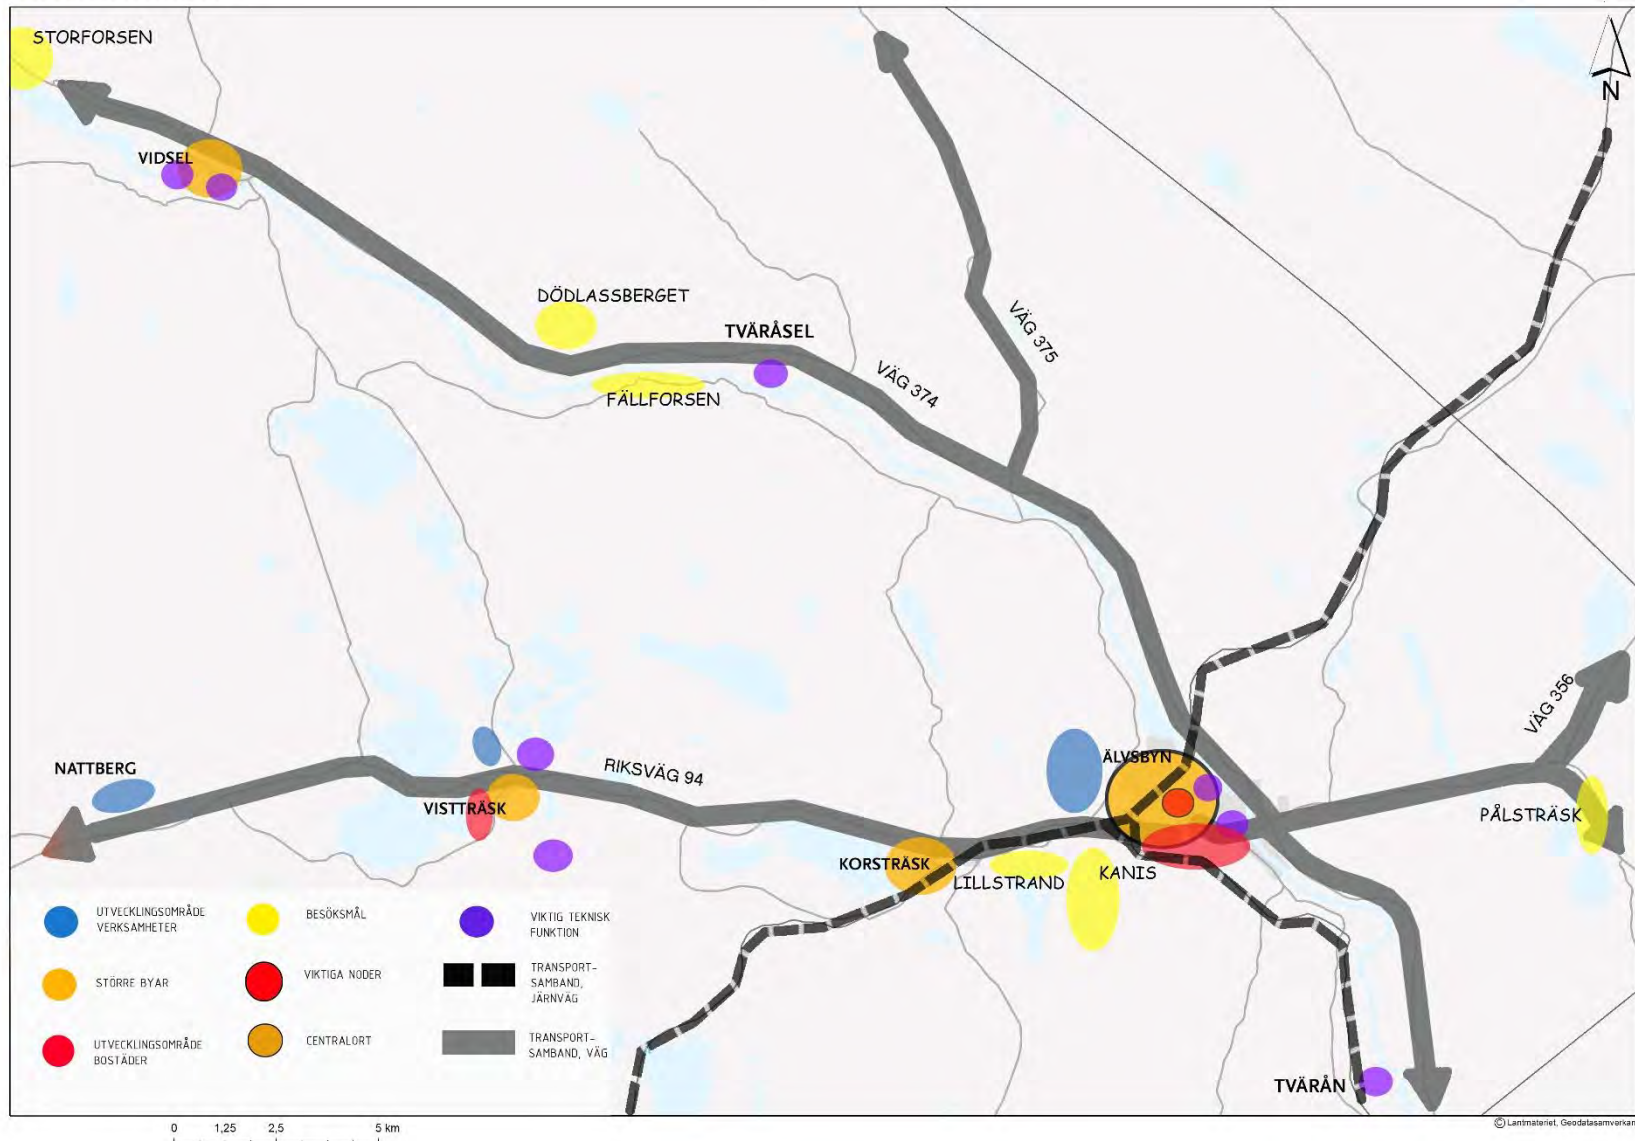 STORFORSEN
N
VIDSEL
DÖDLASSBERGET
TVÄRÅSEL
VÄG 375
VÄG 374
FÄLLFORSEN
VÄG 356
NATTBERG
RIKSVÄG 94
ÄLVSBYN
VISTTRÄSK
PÅLSTRÄSK
KORSTRÄSK
LILLSTRAND
KANIS
TVÄRÅN
UTVECKLINGSOMRÅDE
VERKSAMHETER
STÖRRE BYAR
UTVECKLINGSOMRÅDE
BOSTÄDER
BESÖKSMÅL
VIKTIGA NODER
CENTRALORT
VIKTIG TEKNISK
FUNKTION
TRANSPORT-
SAMBAND,
JÄRNVÄG
TRANSPORT-
SAMBAND, VÄG
0 1,25 2,5 5 km
© Lantmäteriet, Geodatasamverkan